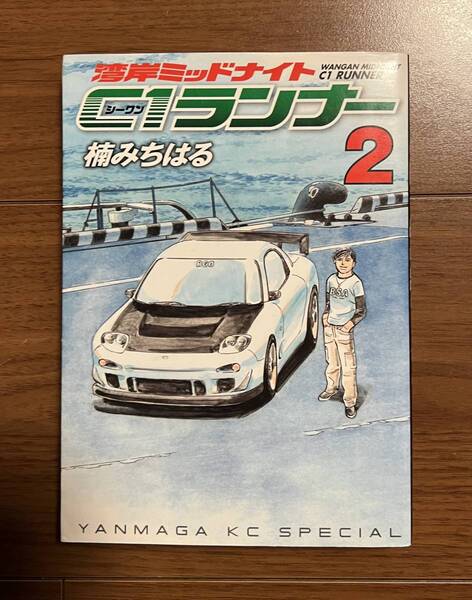 湾岸ミッドナイト
WANGAN MIDNIGHT
C1 RUNNER
シーワン
C1ランナー
楠みちはる
2
RGO
B.S.A
YANMAGA KC SPECIAL